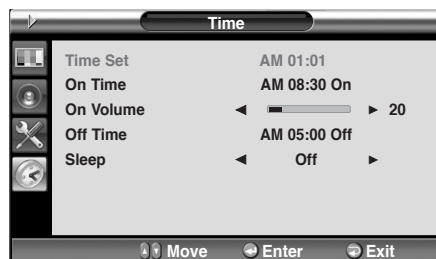 Time
Time Set AM 01:01
On Time AM 08:30 On
On Volume 20
Off Time AM 05:00 Off
Sleep Off
Move Enter Exit